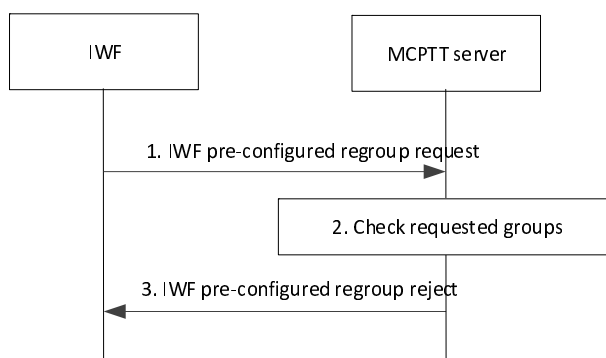 IWF
MCPTT server
1. IWF pre-configured regroup request
2. Check requested groups
3. IWF pre-configured regroup reject